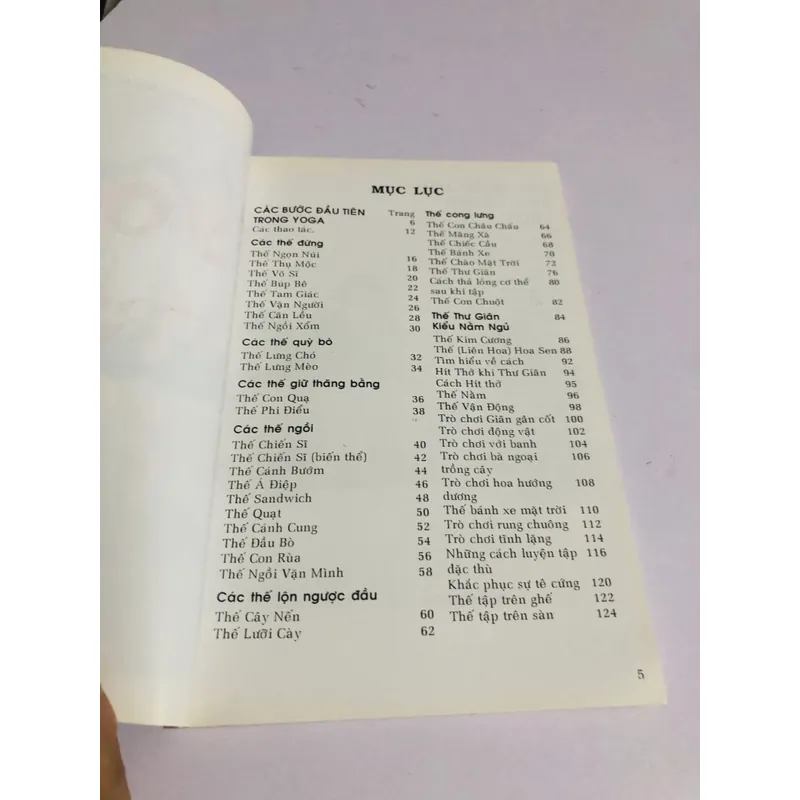 MỤC LỤC
CÁC BƯỚC ĐẦU TIÊN Trang
TRONG YOGA 6
Các thao tác. 12
Các thế đứng
Thế Ngọn Núi 16
Thế Thụ Mộc 18
Thế Võ Sĩ 20
Thế Búp Bê 22
Thế Tam Giác 24
Thế Vặn Người 26
Thế Căn Lều 28
Thế Ngồi Xổm 30
Các thế quỳ bò
Thế Lưng Chó 32
Thế Lưng Mèo 34
Các thế giữ thăng bằng
Thế Con Quạ 36
Thế Phi Điểu 38
Các thế ngồi
Thế Chiến Sĩ 40
Thế Chiến Sĩ (biến thể) 42
Thế Cánh Bướm 44
Thế Á Điệp 46
Thế Sandwich 48
Thế Quạt 50
Thế Cánh Cung 52
Thế Đầu Bò 54
Thế Con Rùa 56
Thế Ngồi Vặn Mình 58
Các thế lộn ngược đầu
Thế Cây Nến 60
Thế Lưỡi Cày 62
Thế cong lưng
Thế Con Châu Chấu 64
Thế Mãng Xà 66
Thế Chiếc Cầu 68
Thế Bánh Xe 70
Thế Chào Mặt Trời 72
Thế Thư Giãn 76
Cách thả lỏng cơ thể 80
sau khi tập
Thế Con Chuột 82
Thế Thư Giãn 84
Kiểu Nằm Ngủ
Thế Kim Cương 86
Thế (Liên Hoa) Hoa Sen 88
Tìm hiểu về cách 92
Hít Thở khi Thư Giãn 94
Cách Hít thở 95
Thế Nằm 96
Thế Vận Động 98
Trò chơi Giãn gân cốt 100
Trò chơi động vật 102
Trò chơi với banh 104
Trò chơi bà ngoại 106
trồng cây
Trò chơi hoa hướng 108
dương
Thế bánh xe mặt trời 110
Trò chơi rung chuông 112
Trò chơi tĩnh lặng 114
Những cách luyện tập 116
đặc thù
Khắc phục sự tê cứng 120
Thế tập trên ghế 122
Thế tập trên sàn 124
5